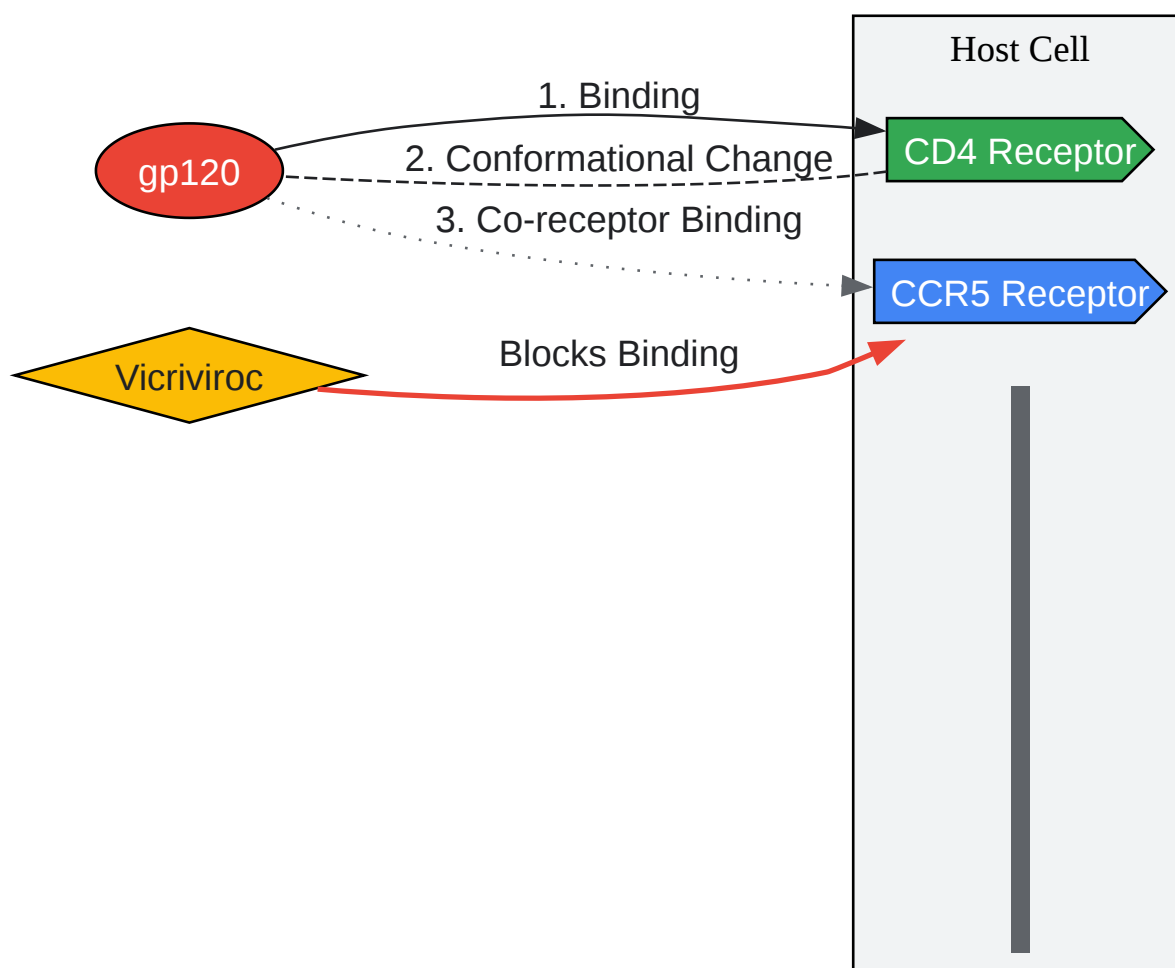 Host Cell
1. Binding
CD4 Receptor
gp120
2. Conformational Change
3. Co-receptor Binding
CCR5 Receptor
Vicriviroc
Blocks Binding